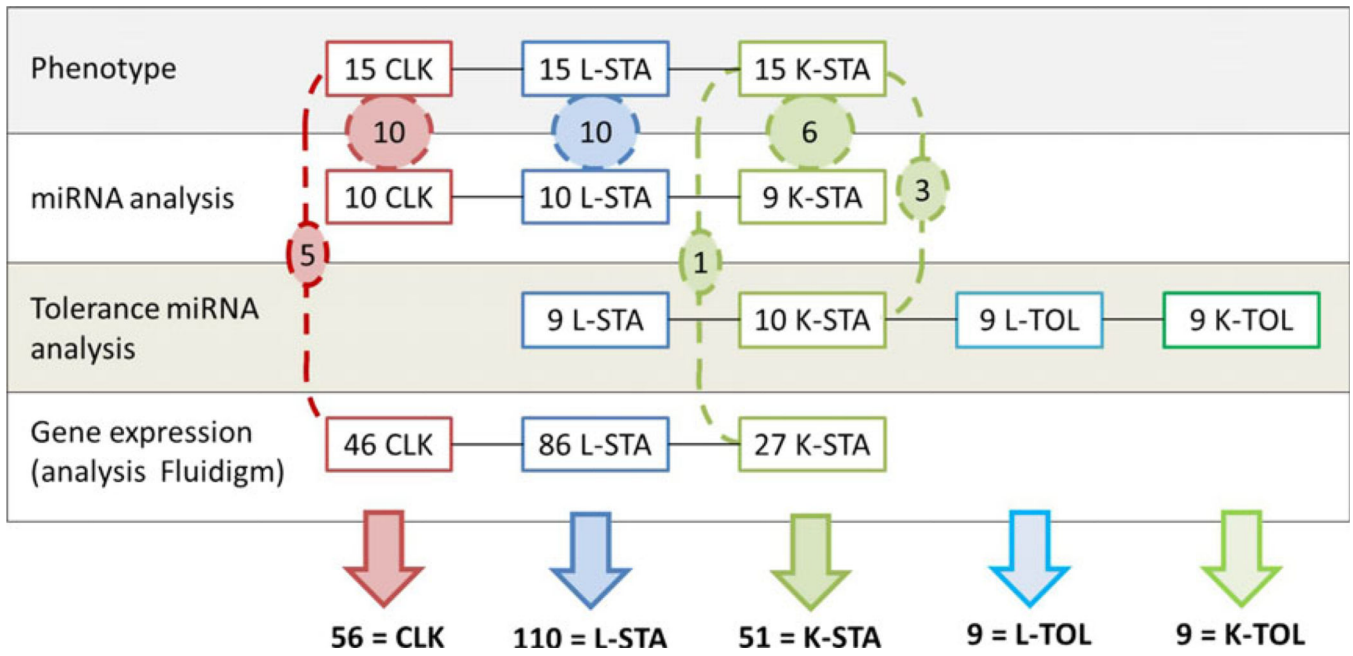 Phenotype
15 CLK
15 L-STA
15 K-STA
10
10
6
miRNA analysis
10 CLK
10 L-STA
9 K-STA
3
5
1
Tolerance miRNA
analysis
9 L-STA
10 K-STA
9 L-TOL
9 K-TOL
Gene expression
(analysis Fluidigm)
46 CLK
86 L-STA
27 K-STA
56 = CLK
110 = L-STA
51 = K-STA
9 = L-TOL
9 = K-TOL